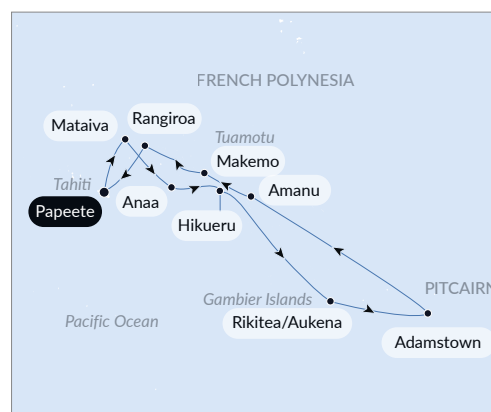 FRENCH POLYNESIA
Mataiva
Rangiroa
Tuamotu
Makemo
Tahiti
Amanu
Papeete
Anaa
Hikueru
PITCAIRN
Gambier Islands
Rikitea/Aukena
Pacific Ocean
Adamstown